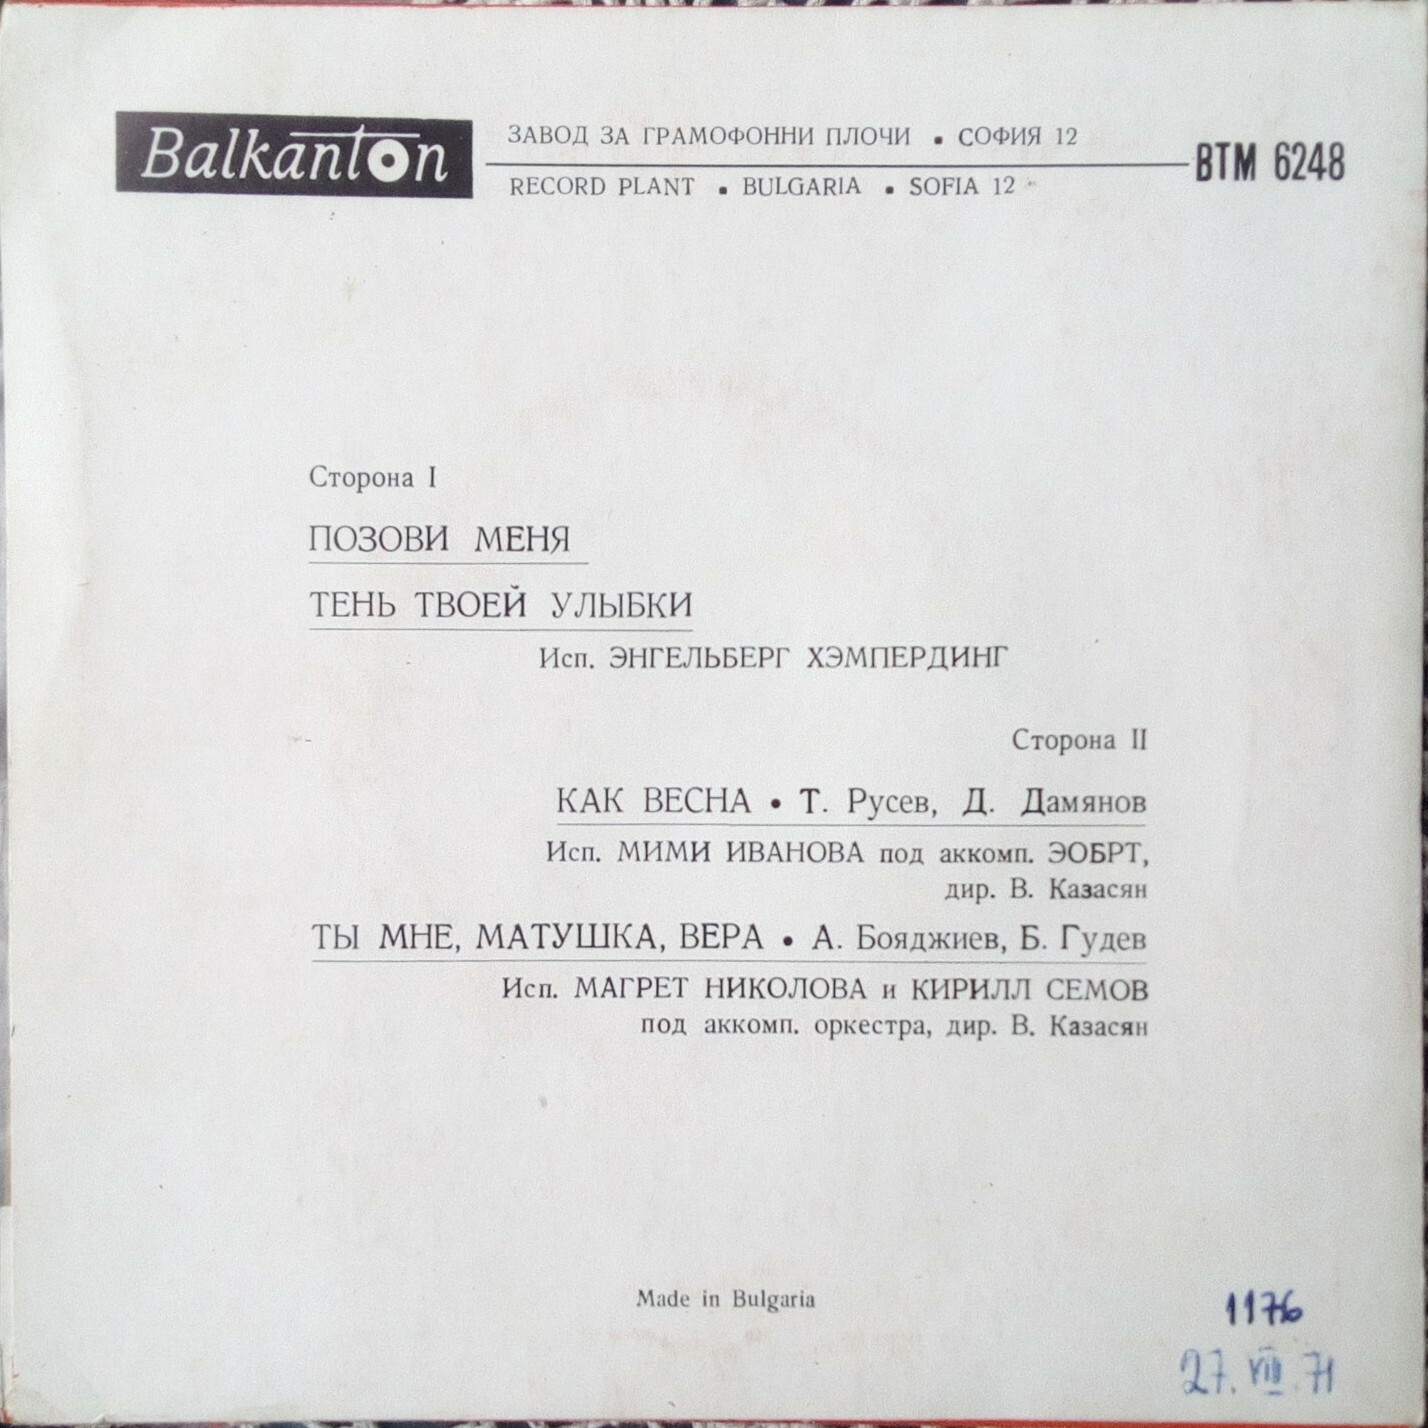 Balkanton
ЗАВОД ЗА ГРАМОФОННИ ПЛОЧИ • СОФИЯ 12
RECORD PLANT • BULGARIA • SOFIA 12
ВТМ 6248
Сторона I
ПОЗОВИ МЕНЯ
ТЕНЬ ТВОЕЙ УЛЫБКИ
Исп. ЭНГЕЛЬБЕРГ ХЭМПЕРДИНГ
Сторона II
КАК ВЕСНА • Т. Русев, Д. Дамянов
Исп. МИМИ ИВАНОВА под аккомп. ЭОБРТ,
дир. В. Казасян
ТЫ МНЕ, МАТУШКА, ВЕРА • А. Бояджиев, Б. Гудев
Исп. МАГРЕТ НИКОЛОВА и КИРИЛЛ СЕМОВ
под аккомп. оркестра, дир. В. Казасян
Made in Bulgaria
1176
27. VIII. 71